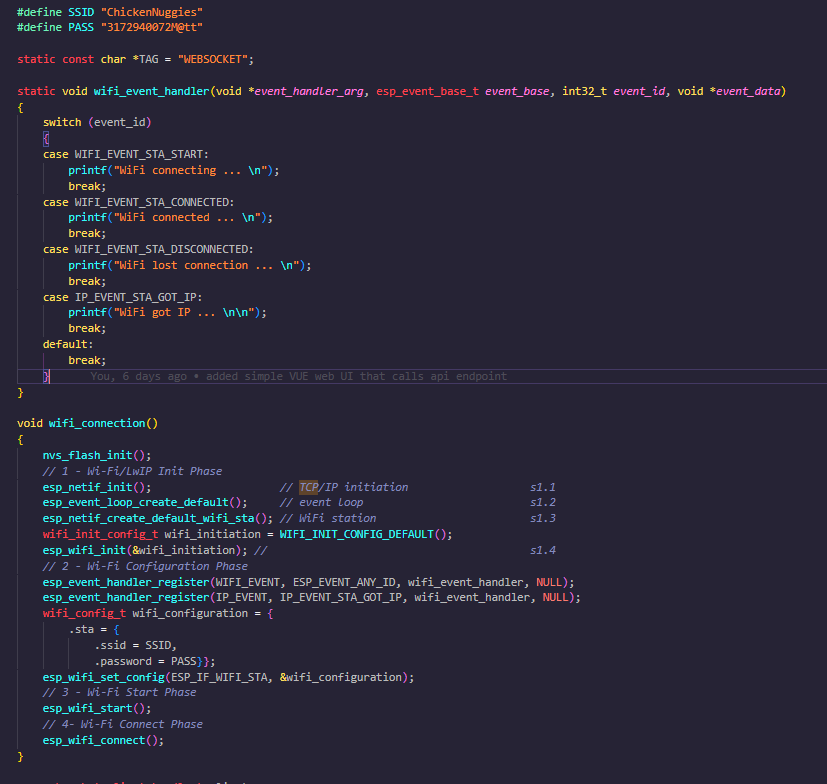 #define SSID "ChickenNuggies"
#define PASS "3172940072M@tt"
static const char *TAG = "WEBSOCKET";
static void wifi_event_handler(void *event_handler_arg, esp_event_base_t event_base, int32_t event_id, void *event_data)
{
switch (event_id)
{
case WIFI_EVENT_STA_START:
printf("WiFi connecting ... \n");
break;
case WIFI_EVENT_STA_CONNECTED:
printf("WiFi connected ... \n");
break;
case WIFI_EVENT_STA_DISCONNECTED:
printf("WiFi lost connection ... \n");
break;
case IP_EVENT_STA_GOT_IP:
printf("WiFi got IP ... \n\n");
break;
default:
break;
} You, 6 days ago • added simple VUE web UI that calls api endpoint
}
void wifi_connection()
{
nvs_flash_init();
// 1 - Wi-Fi/LwIP Init Phase
esp_netif_init(); // TCP/IP initiation s1.1
esp_event_loop_create_default(); // event loop s1.2
esp_netif_create_default_wifi_sta(); // WiFi station s1.3
wifi_init_config_t wifi_initiation = WIFI_INIT_CONFIG_DEFAULT();
esp_wifi_init(&wifi_initiation); // s1.4
// 2 - Wi-Fi Configuration Phase
esp_event_handler_register(WIFI_EVENT, ESP_EVENT_ANY_ID, wifi_event_handler, NULL);
esp_event_handler_register(IP_EVENT, IP_EVENT_STA_GOT_IP, wifi_event_handler, NULL);
wifi_config_t wifi_configuration = {
.sta = {
.ssid = SSID,
.password = PASS}};
esp_wifi_set_config(ESP_IF_WIFI_STA, &wifi_configuration);
// 3 - Wi-Fi Start Phase
esp_wifi_start();
// 4- Wi-Fi Connect Phase
esp_wifi_connect();
}